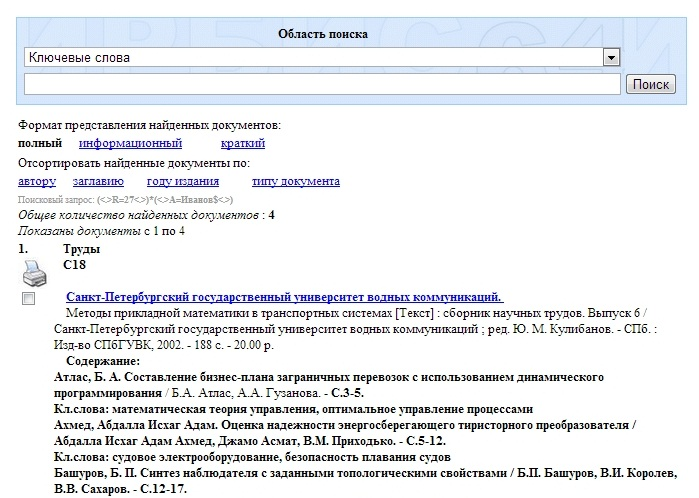 ИРБИС 64 И
Область поиска
Ключевые слова
Поиск
Формат представления найденных документов:
полный информационный краткий
Отсортировать найденные документы по:
автору заглавию году издания типу документа
Поисковый запрос: (<>R=27<>)*(<>A=Иванов$<>)
Общее количество найденных документов : 4
Показаны документы с 1 по 4
1. Труды
С18
Санкт-Петербургский государственный университет водных коммуникаций.
Методы прикладной математики в транспортных системах [Текст] : сборник научных трудов. Выпуск 6 /
Санкт-Петербургский государственный университет водных коммуникаций ; ред. Ю. М. Кулибанов. - СПб. :
Изд-во СПбГУВК, 2002. - 188 с. - 20.00 р.
Содержание:
Атлас, Б. А. Составление бизнес-плана заграничных перевозок с использованием динамического
программирования / Б.А. Атлас, А.А. Гузанова. - С.3-5.
Кл.слова: математическая теория управления, оптимальное управление процессами
Ахмед, Абдалла Исхаг Адам. Оценка надежности энергосберегающего тиристорного преобразователя /
Абдалла Исхаг Адам Ахмед, Джамо Асмат, В.М. Приходько. - С.5-12.
Кл.слова: судовое электрооборудование, безопасность плавания судов
Башуров, Б. П. Синтез наблюдателя с заданными топологическими свойствами / Б.П. Башуров, В.И. Королев,
В.В. Сахаров. - С.12-17.